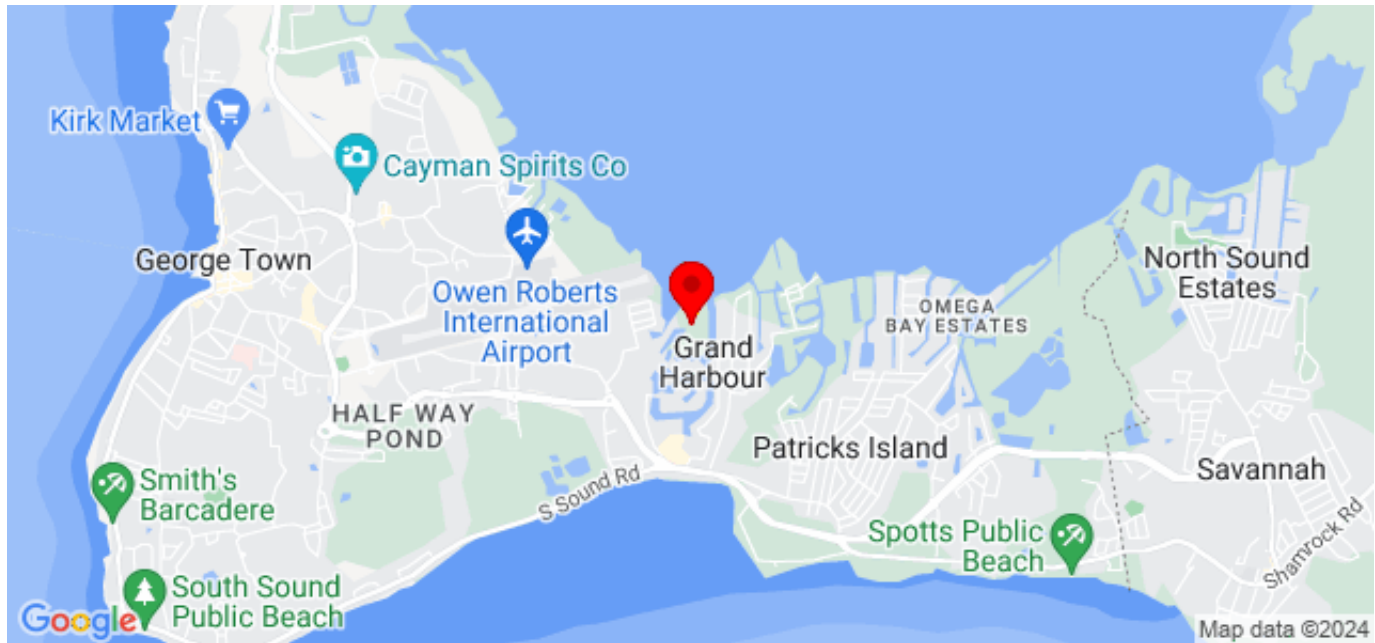 Kirk Market
Cayman Spirits Co
George Town
North Sound
Estates
Owen Roberts
International
Airport
OMEGA
BAY ESTATES
Grand
Harbour
HALF WAY
POND
Patricks Island
Savannah
Smith's
Barcadere
S Sound Rd
Spotts Public
Beach
Shamrock Rd
South Sound
Public Beach
Google
Map data ©2024